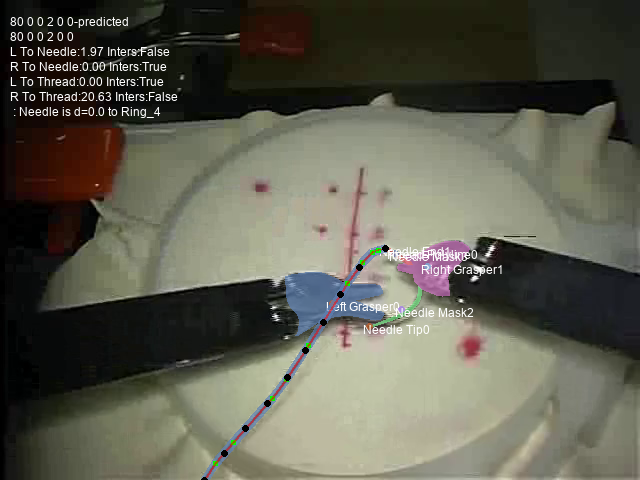 80 0 0 2 0 0-predicted
80 0 0 2 0 0
L To Needle:1.97 Inters:False
R To Needle:0.00 Inters:True
L To Thread:0.00 Inters:True
R To Thread:20.63 Inters:False
: Needle is d=0.0 to Ring_4
Needle End1
Right Grasper1
Left Grasper0
Needle Mask2
Needle Tip0